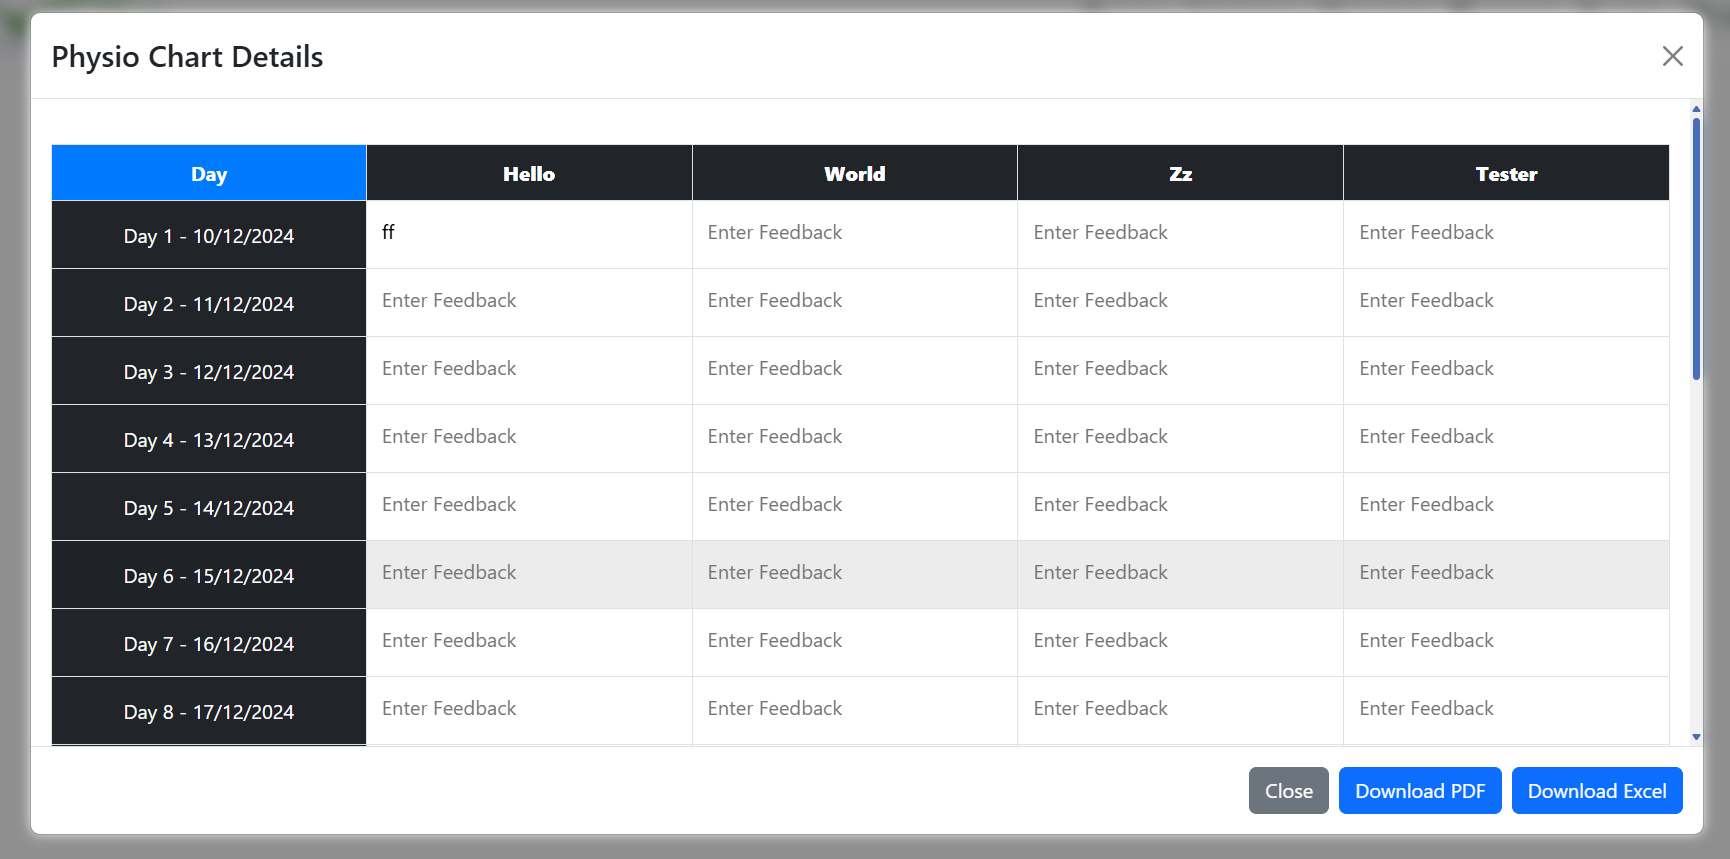 Physio Chart Details
Day Hello World Zz Tester
Day 1 - 10/12/2024 ff Enter Feedback Enter Feedback Enter Feedback
Day 2 - 11/12/2024 Enter Feedback Enter Feedback Enter Feedback Enter Feedback
Day 3 - 12/12/2024 Enter Feedback Enter Feedback Enter Feedback Enter Feedback
Day 4 - 13/12/2024 Enter Feedback Enter Feedback Enter Feedback Enter Feedback
Day 5 - 14/12/2024 Enter Feedback Enter Feedback Enter Feedback Enter Feedback
Day 6 - 15/12/2024 Enter Feedback Enter Feedback Enter Feedback Enter Feedback
Day 7 - 16/12/2024 Enter Feedback Enter Feedback Enter Feedback Enter Feedback
Day 8 - 17/12/2024 Enter Feedback Enter Feedback Enter Feedback Enter Feedback
Close Download PDF Download Excel